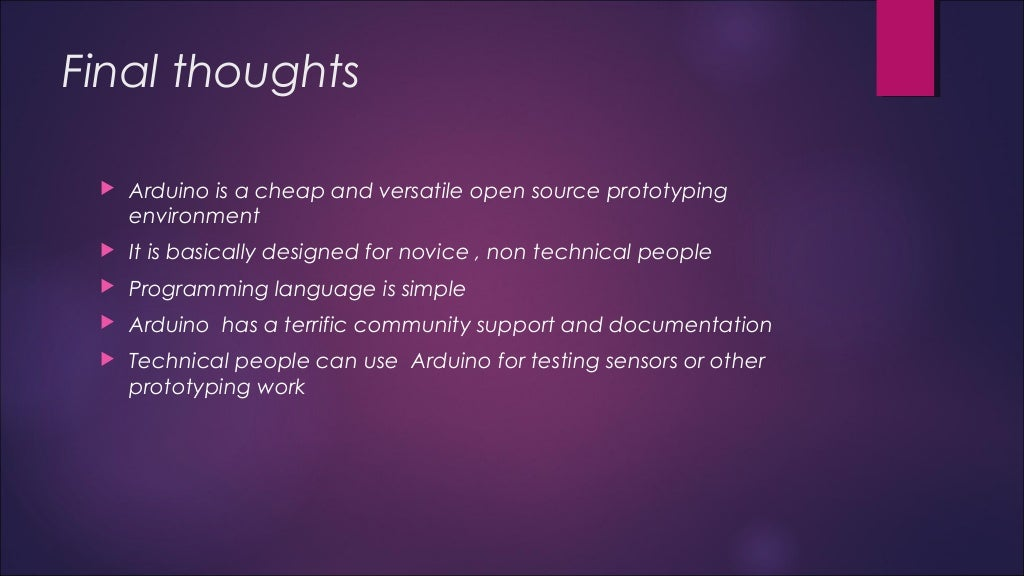 Final thoughts
Arduino is a cheap and versatile open source prototyping
environment
It is basically designed for novice , non technical people
Programming language is simple
Arduino  has a terrific community support and documentation
Technical people can use  Arduino for testing sensors or other
prototyping work